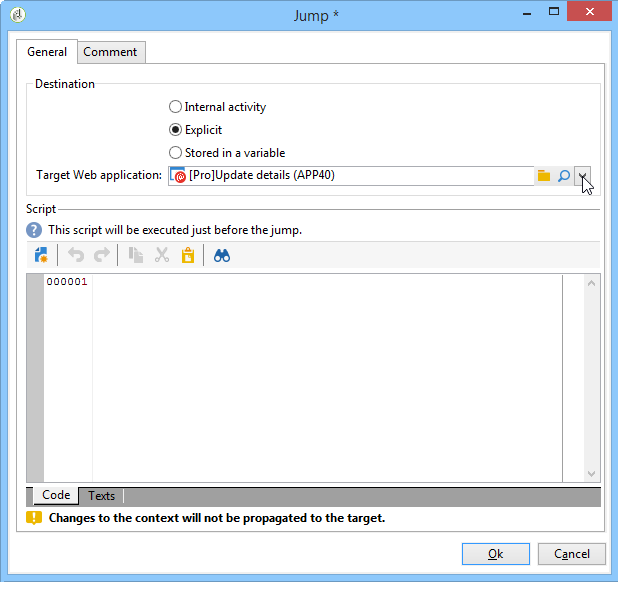 Jump *
General
Comment
Destination
Internal activity
Explicit
Stored in a variable
Target Web application: [Pro]Update details (APP40)
Script
? This script will be executed just before the jump.
000001
Code
Texts
! Changes to the context will not be propagated to the target.
Ok
Cancel